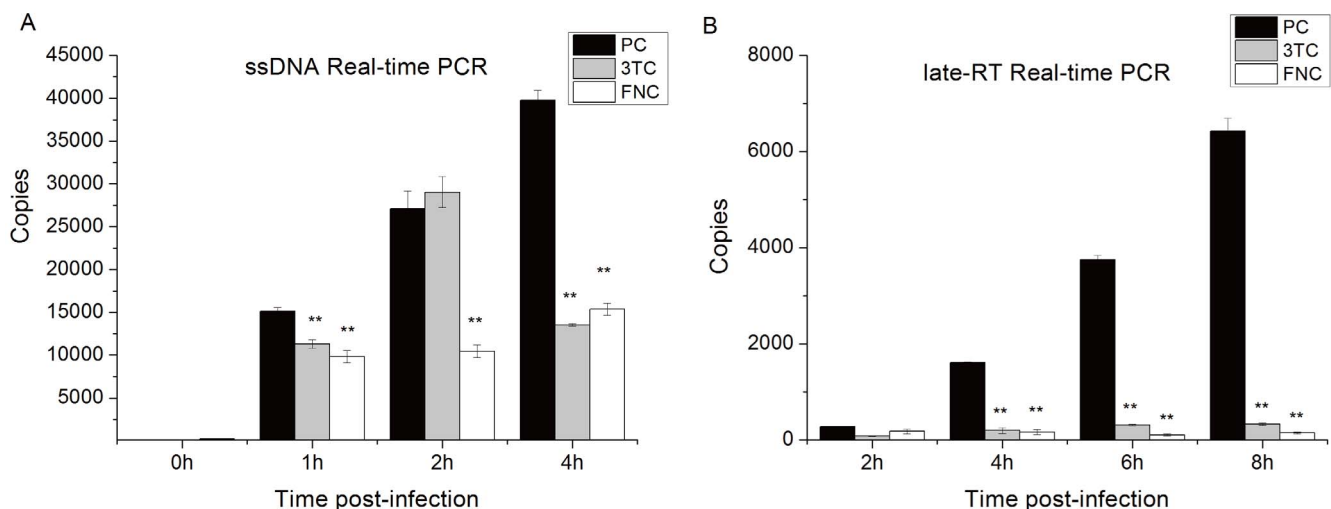 A
ssDNA Real-time PCR
PC
3TC
FNC
Copies
45000
40000
35000
30000
25000
20000
15000
10000
5000
** ** ** ** **
0h 1h 2h 4h
Time post-infection
B
late-RT Real-time PCR
PC
3TC
FNC
Copies
8000
6000
4000
2000
0
** ** ** ** ** **
2h 4h 6h 8h
Time post-infection